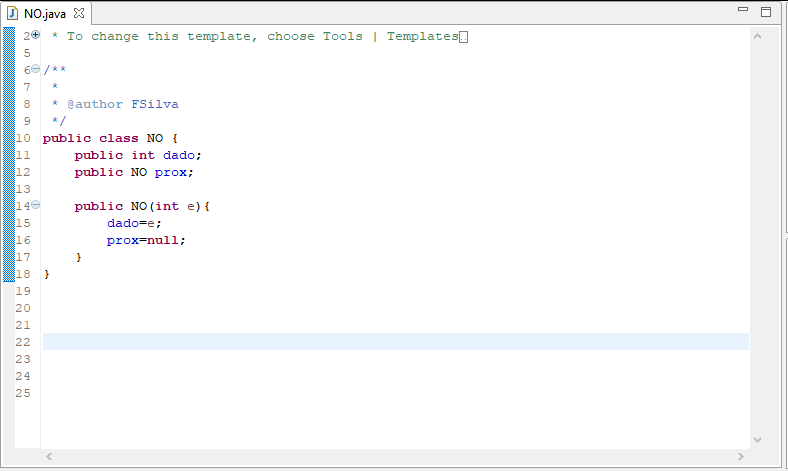 NO.java
2 * To change this template, choose Tools | Templates
5
6 /**
7 *
8 * @author FSilva
9 */
10 public class NO {
11 public int dado;
12 public NO prox;
13
14 public NO(int e){
15 dado=e;
16 prox=null;
17 }
18 }
19
20
21
22
23
24
25